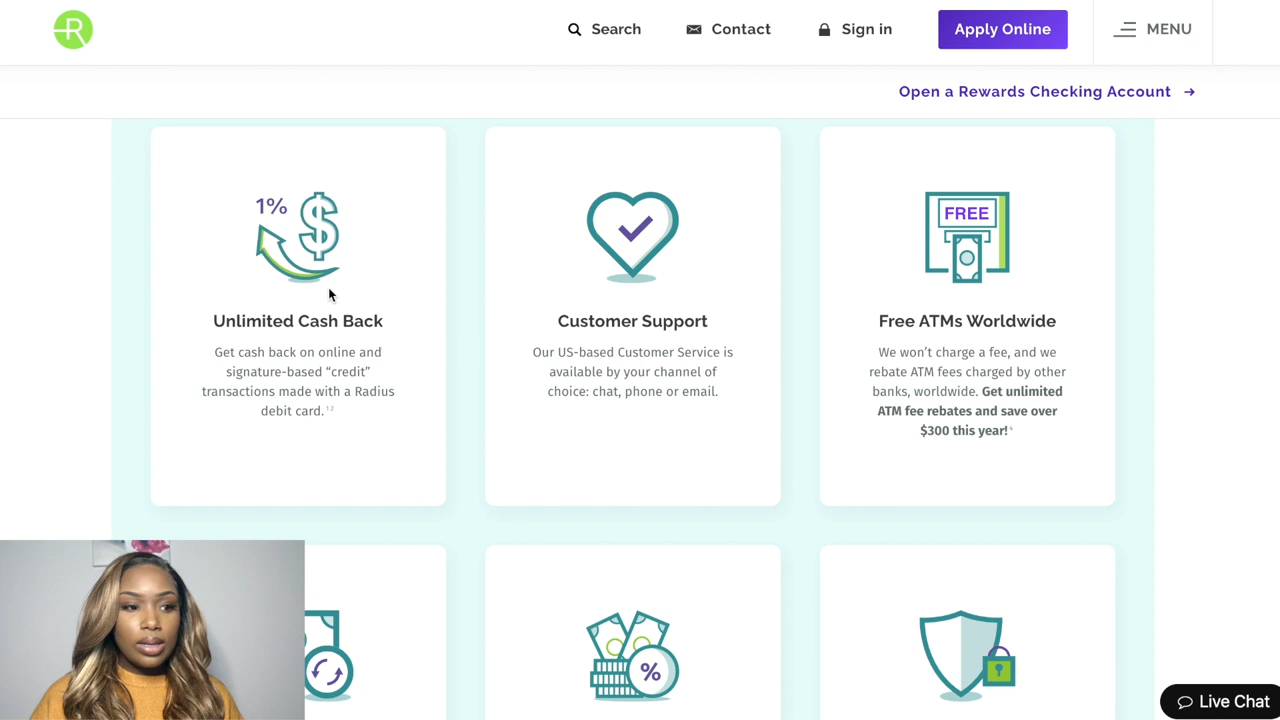 R
Search
Contact
Sign in
Apply Online
MENU
Open a Rewards Checking Account →
1%
$
Unlimited Cash Back
Get cash back on online and
signature-based “credit”
transactions made with a Radius
debit card.¹ ²
Customer Support
Our US-based Customer Service is
available by your channel of
choice: chat, phone or email.
FREE
Free ATMs Worldwide
We won’t charge a fee, and we
rebate ATM fees charged by other
banks, worldwide. Get unlimited
ATM fee rebates and save over
$300 this year!
%
Live Chat